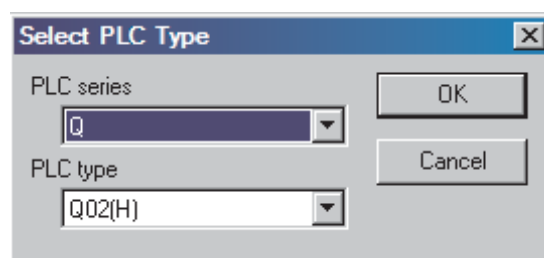 Select PLC Type
PLC series
OK
Q
PLC type
Cancel
Q02(H)